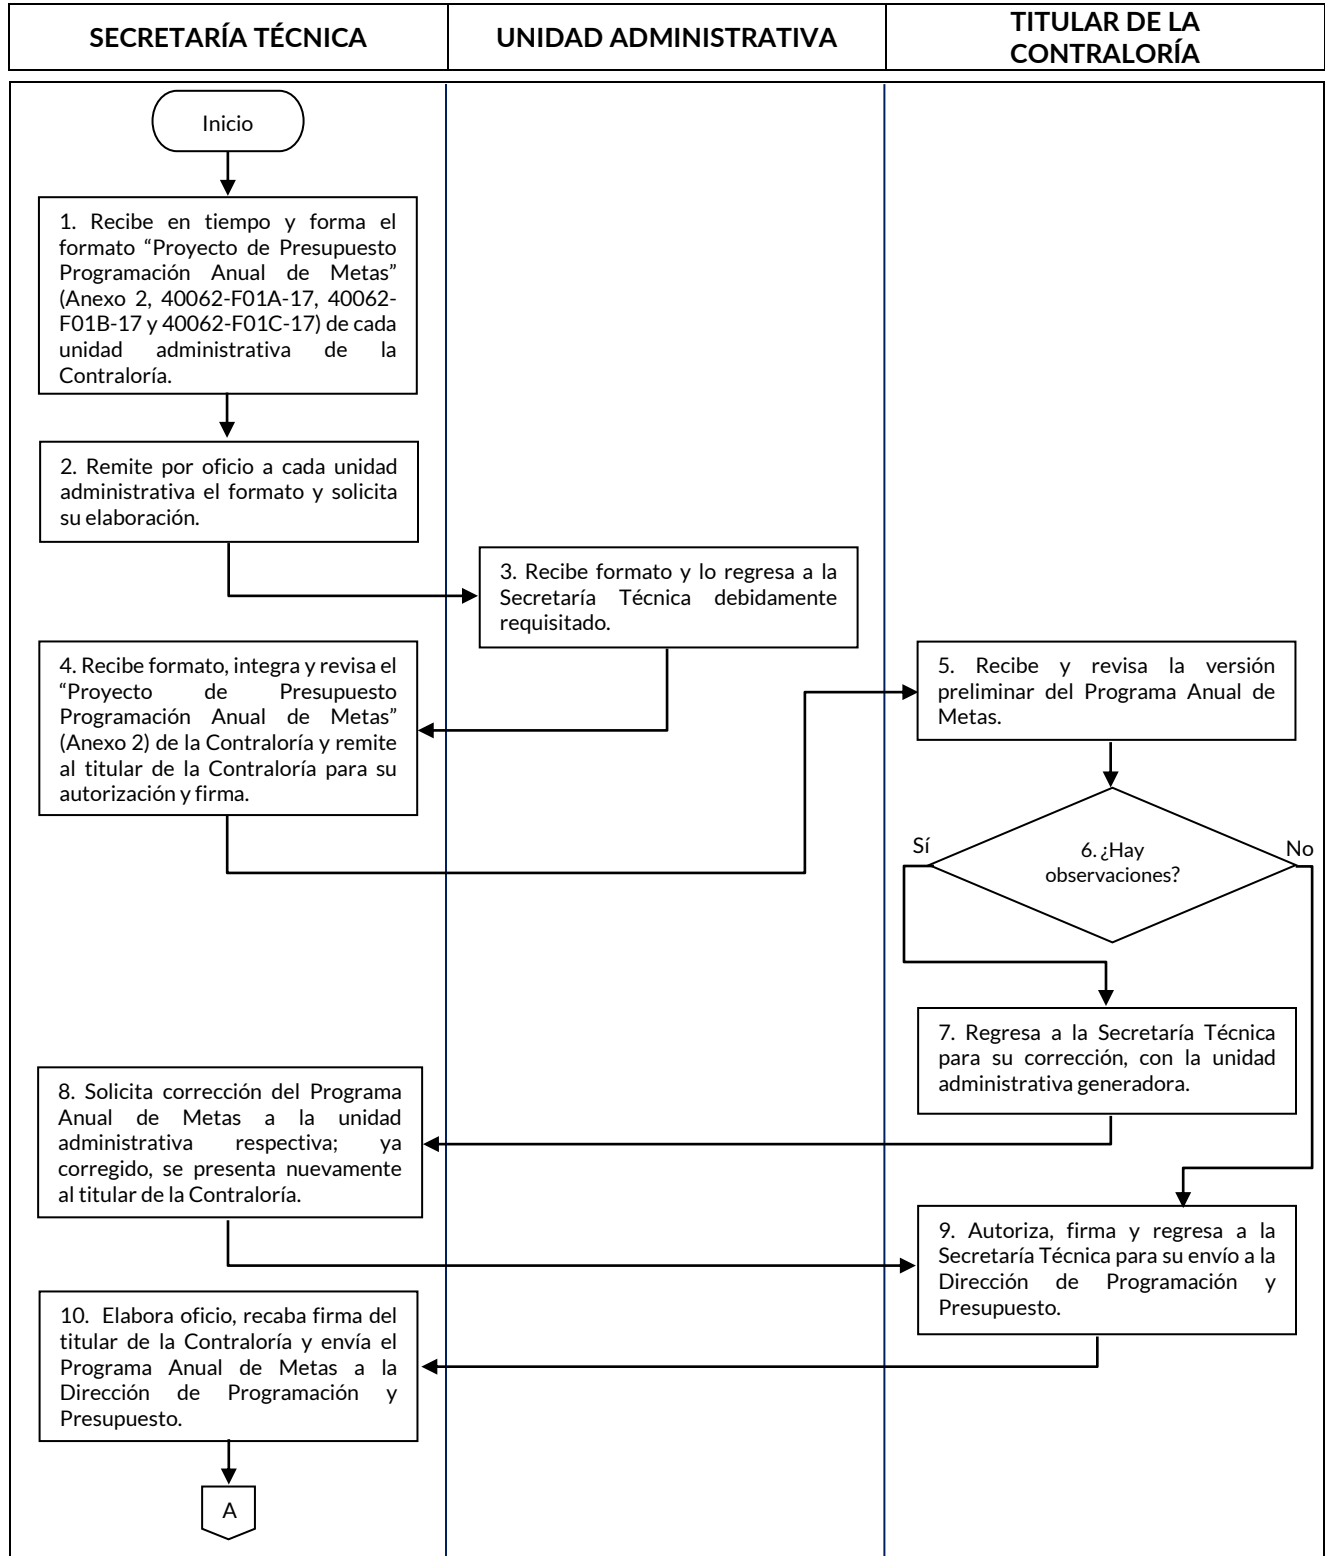 SECRETARÍA TÉCNICA
UNIDAD ADMINISTRATIVA
TITULAR DE LA
CONTRALORÍA
Inicio
1. Recibe en tiempo y forma el
formato “Proyecto de Presupuesto
Programación Anual de Metas”
(Anexo 2, 40062-F01A-17, 40062-
F01B-17 y 40062-F01C-17) de cada
unidad administrativa de la
Contraloría.
2. Remite por oficio a cada unidad
administrativa el formato y solicita
su elaboración.
3. Recibe formato y lo regresa a la
Secretaría Técnica debidamente
requisitado.
4. Recibe formato, integra y revisa el
“Proyecto de Presupuesto
Programación Anual de Metas”
(Anexo 2) de la Contraloría y remite
al titular de la Contraloría para su
autorización y firma.
5. Recibe y revisa la versión
preliminar del Programa Anual de
Metas.
Sí
6. ¿Hay
observaciones?
No
7. Regresa a la Secretaría Técnica
para su corrección, con la unidad
administrativa generadora.
8. Solicita corrección del Programa
Anual de Metas a la unidad
administrativa respectiva; ya
corregido, se presenta nuevamente
al titular de la Contraloría.
9. Autoriza, firma y regresa a la
Secretaría Técnica para su envío a la
Dirección de Programación y
Presupuesto.
10. Elabora oficio, recaba firma del
titular de la Contraloría y envía el
Programa Anual de Metas a la
Dirección de Programación y
Presupuesto.
A